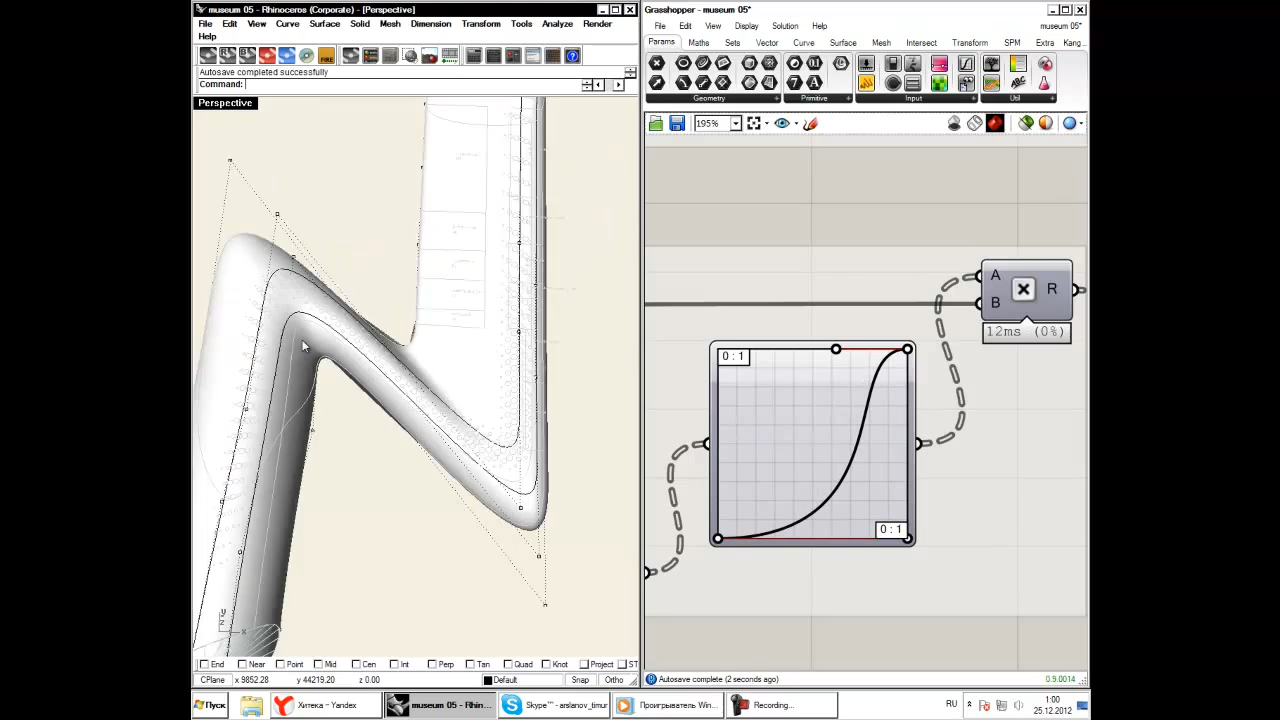 museum 05 - Rhinoceros (Corporate) - [Perspective]
File Edit View Curve Surface Solid Mesh Dimension Transform Tools Analyze Render
Help
FIRE
Autosave completed successfully
Command:
Perspective
End Near Point Mid Cen Int Perp Tan Quad Knot Project ST
CPlane x 9852.28 y 44219.20 z 0.00 Default Snap Ortho
Grasshopper - museum 05*
File Edit View Display Solution Help museum 05*
Params Maths Sets Vector Curve Surface Mesh Intersect Transform SPM Extra Kang
Geometry Primitive Input Util
195%
A
B
R
12ms (0%)
0 : 1
0 : 1
Autosave complete (2 seconds ago) 0.9.0014
Пуск Хитека – Yandex museum 05 - Rhin... Skype™ - arslanov_timur Проигрыватель Win... Recording... RU 1:00
25.12.2012